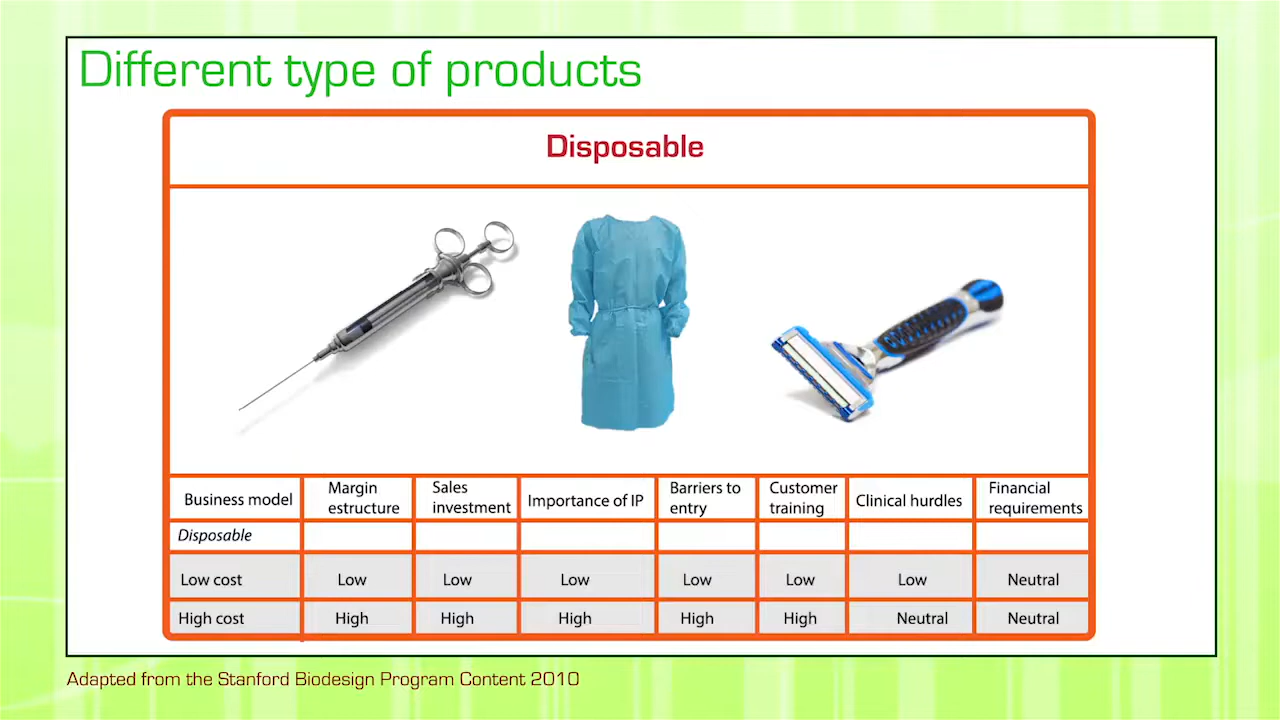 Different type of products
Disposable
Business model
Margin
estructure
Sales
investment
Importance of IP
Barriers to
entry
Customer
training
Clinical hurdles
Financial
requirements
Disposable
Low cost Low Low Low Low Low Low Neutral
High cost High High High High High Neutral Neutral
Adapted from the Stanford Biodesign Program Content 2010